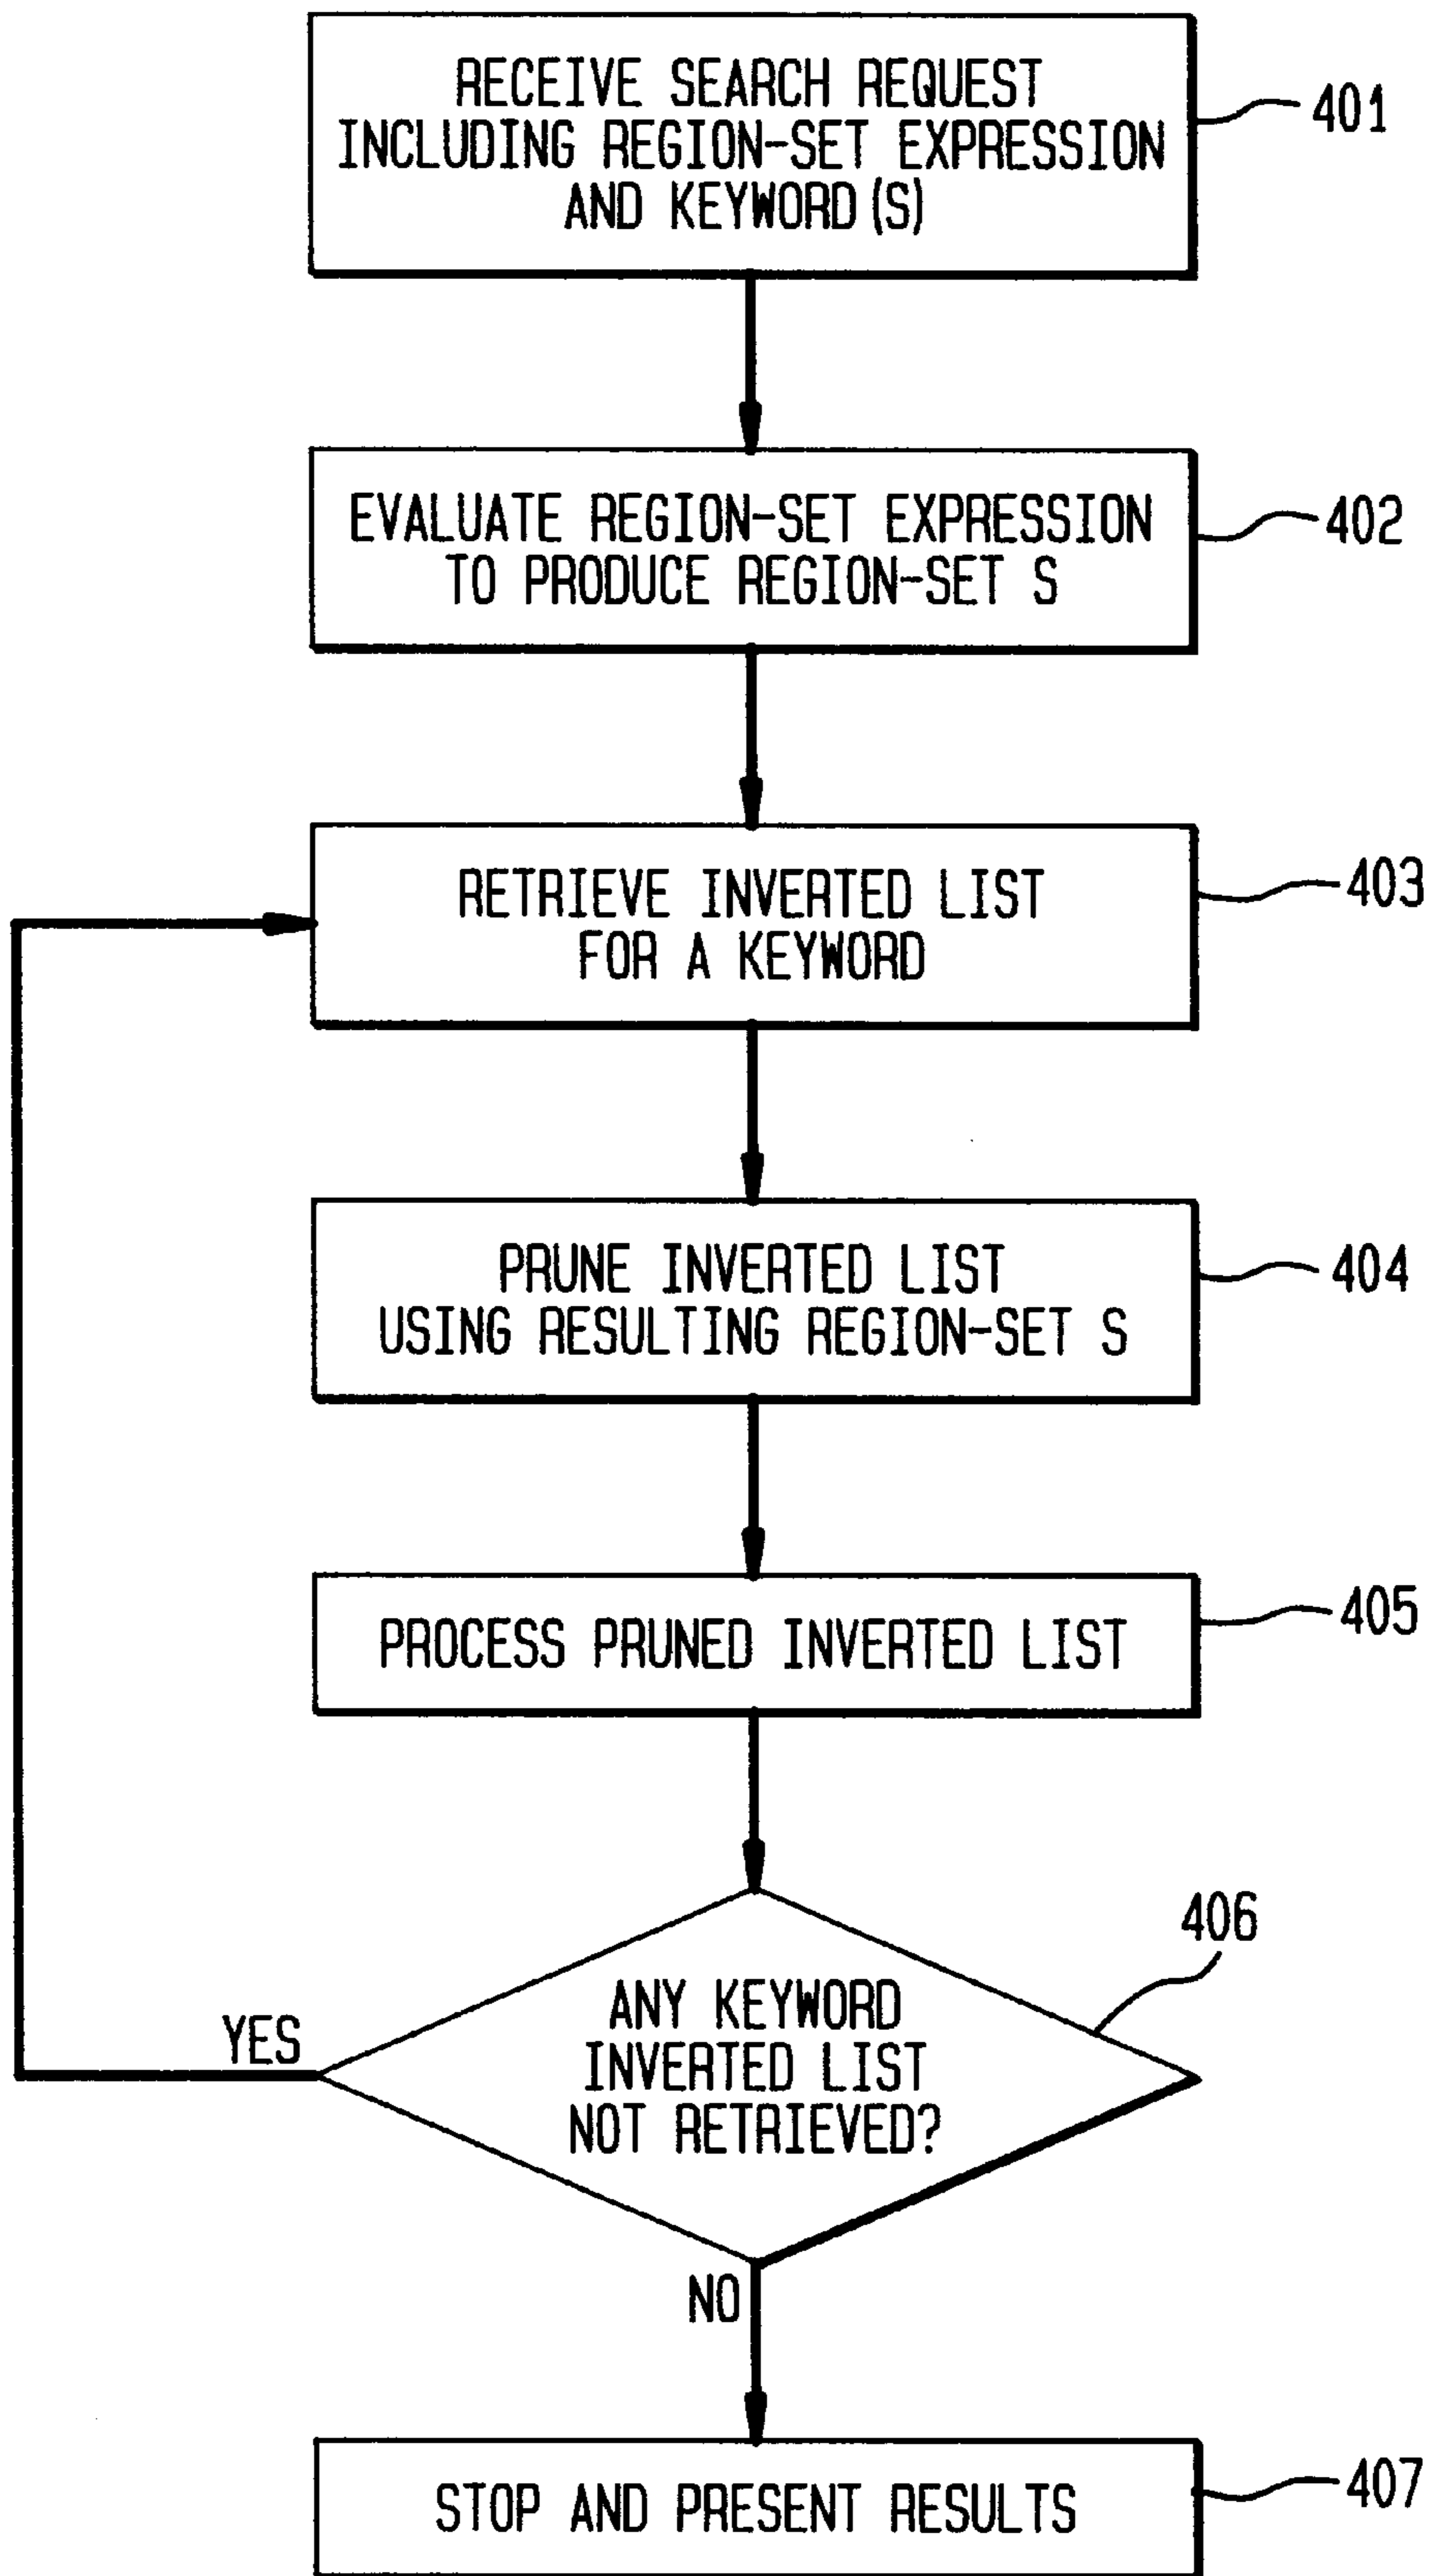 RECEIVE SEARCH REQUEST
INCLUDING REGION-SET EXPRESSION
AND KEYWORD(S)
401
EVALUATE REGION-SET EXPRESSION
TO PRODUCE REGION-SET S
402
RETRIEVE INVERTED LIST
FOR A KEYWORD
403
PRUNE INVERTED LIST
USING RESULTING REGION-SET S
404
PROCESS PRUNED INVERTED LIST
405
406
ANY KEYWORD
INVERTED LIST
NOT RETRIEVED?
YES
NO
STOP AND PRESENT RESULTS
407